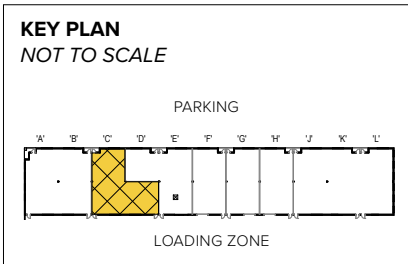 KEY PLAN
NOT TO SCALE
PARKING
'A' 'B' 'C' 'D' 'E' 'F' 'G' 'H' 'J' 'K' 'L'
LOADING ZONE